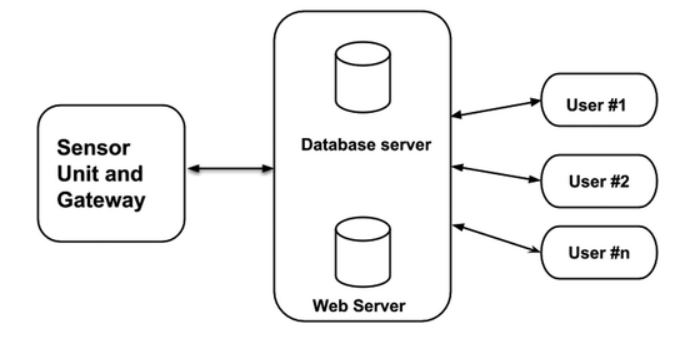 Sensor
Unit and
Gateway
Database server
Web Server
User #1
User #2
User #n